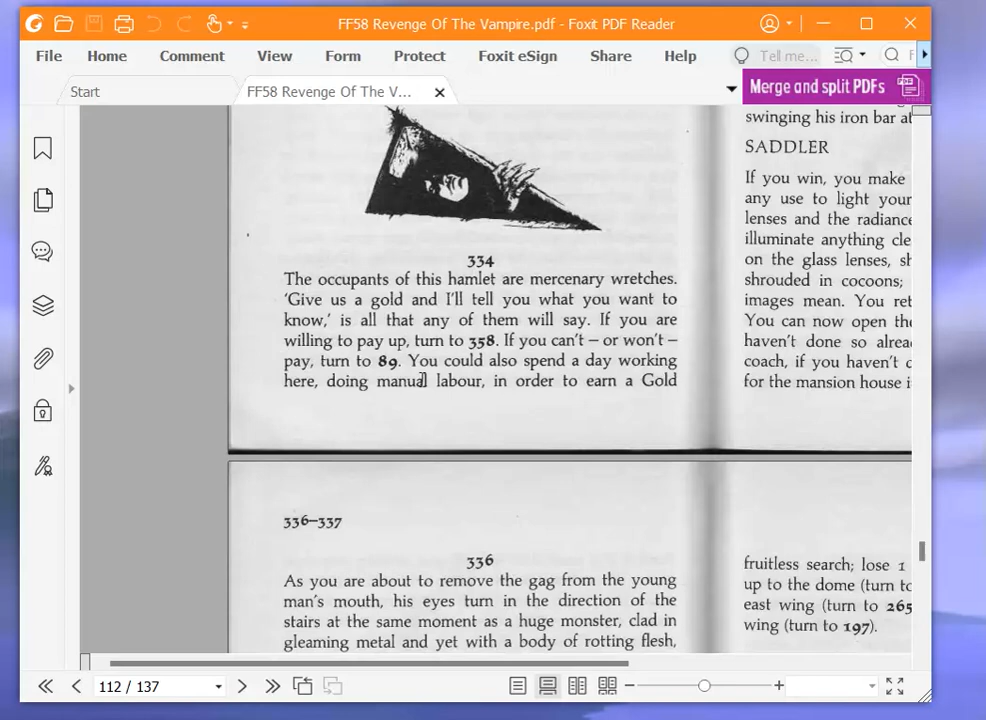 FF58 Revenge Of The Vampire.pdf - Foxit PDF Reader
File Home Comment View Form Protect Foxit eSign Share Help Tell me...
Start FF58 Revenge Of The V... Merge and split PDFs
334
The occupants of this hamlet are mercenary wretches.
‘Give us a gold and I’ll tell you what you want to
know,’ is all that any of them will say. If you are
willing to pay up, turn to 358. If you can’t – or won’t –
pay, turn to 89. You could also spend a day working
here, doing manual labour, in order to earn a Gold
swinging his iron bar at
SADDLER
If you win, you make
any use to light your
lenses and the radiance
illuminate anything cle
on the glass lenses, sh
shrouded in cocoons;
images mean. You ret
You can now open the
haven’t done so alrea
coach, if you haven’t
for the mansion house i
336–337
336
As you are about to remove the gag from the young
man’s mouth, his eyes turn in the direction of the
stairs at the same moment as a huge monster, clad in
gleaming metal and yet with a body of rotting flesh,
fruitless search; lose 1
up to the dome (turn to
east wing (turn to 265
wing (turn to 197).
112 / 137